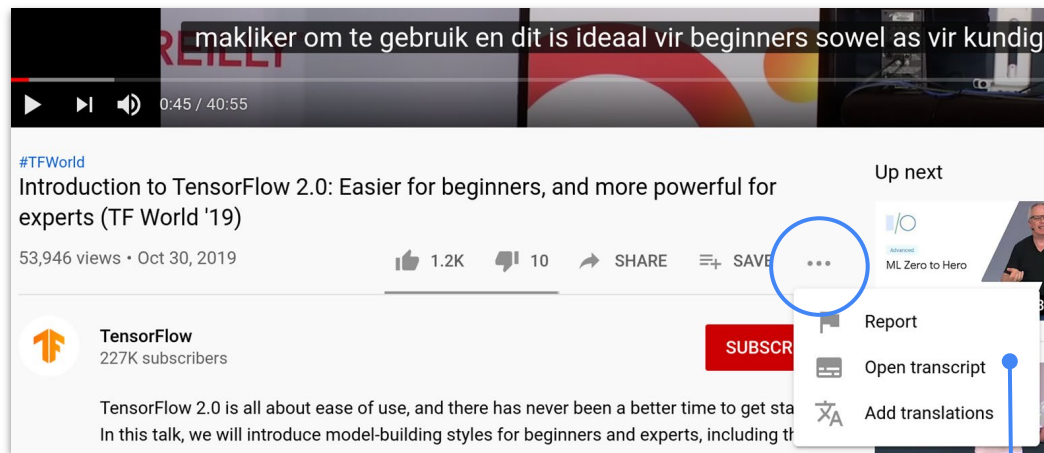 REILLY
makliker om te gebruik en dit is ideaal vir beginners sowel as vir kundig
0:45 / 40:55
#TFWorld
Introduction to TensorFlow 2.0: Easier for beginners, and more powerful for
experts (TF World '19)
53,946 views • Oct 30, 2019
1.2K
10
SHARE
SAVE
Up next
I/O
Advanced
ML Zero to Hero
TensorFlow
227K subscribers
SUBSCR
Report
Open transcript
Add translations
TensorFlow 2.0 is all about ease of use, and there has never been a better time to get sta
In this talk, we will introduce model-building styles for beginners and experts, including th